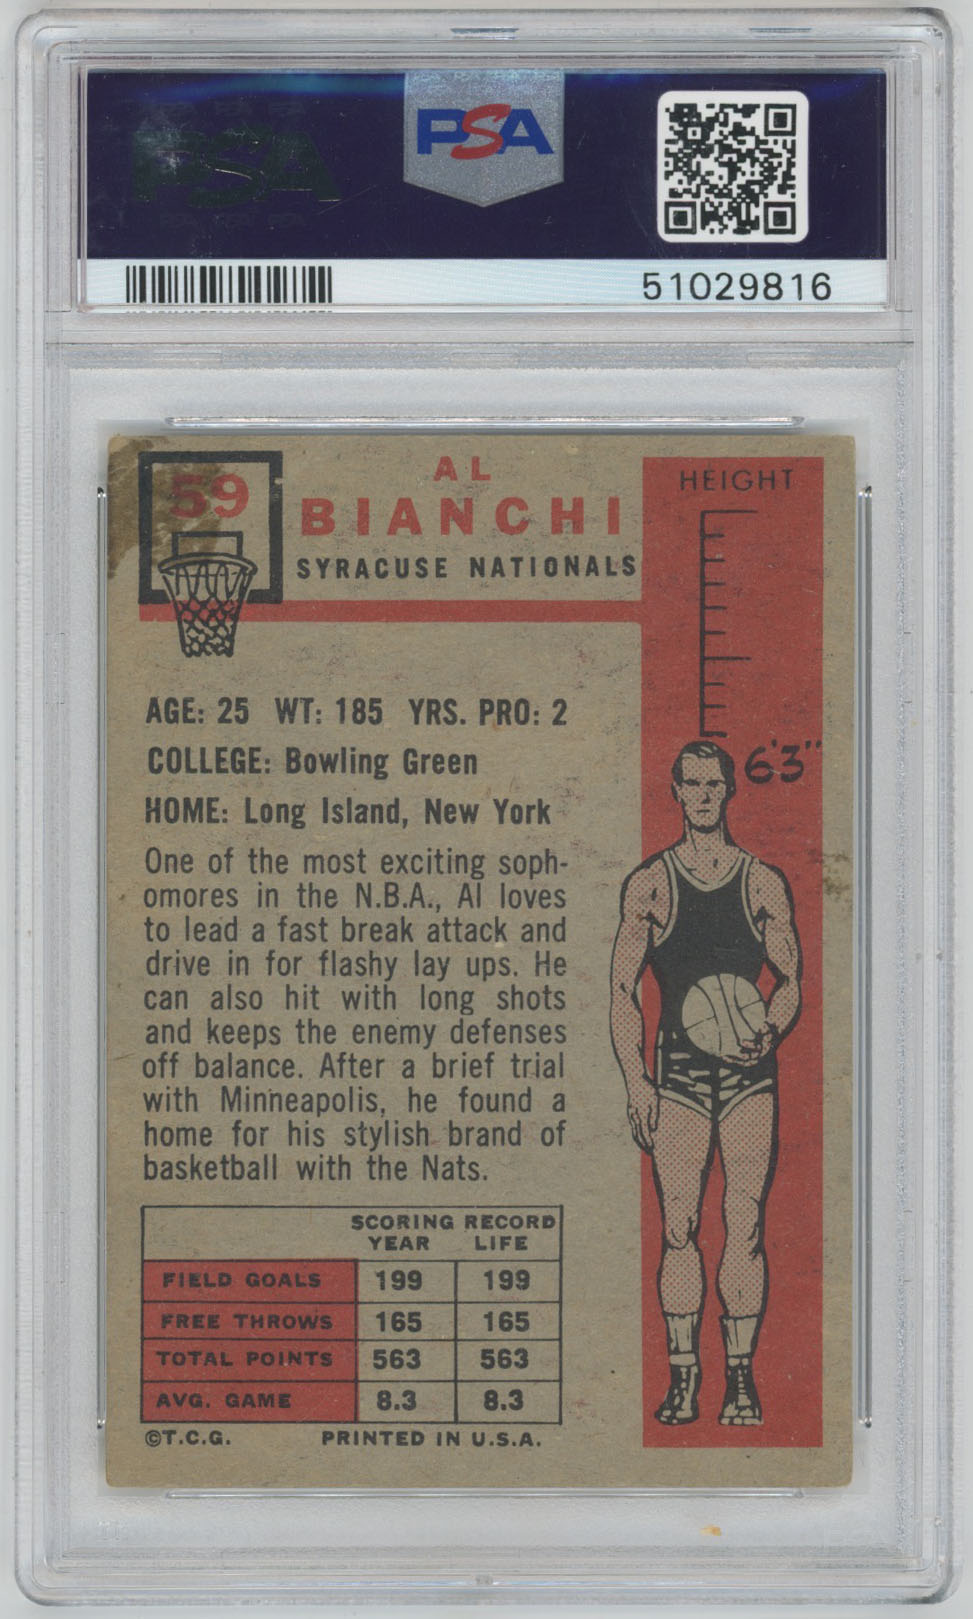 PSA
PSA
51029816
59
AL
BIANCHI
SYRACUSE NATIONALS
HEIGHT
6'3"
AGE: 25 WT: 185 YRS. PRO: 2
COLLEGE: Bowling Green
HOME: Long Island, New York
One of the most exciting soph-
omores in the N.B.A., Al loves
to lead a fast break attack and
drive in for flashy lay ups. He
can also hit with long shots
and keeps the enemy defenses
off balance. After a brief trial
with Minneapolis, he found a
home for his stylish brand of
basketball with the Nats.
SCORING RECORD
YEAR LIFE
FIELD GOALS 199 199
FREE THROWS 165 165
TOTAL POINTS 563 563
AVG. GAME 8.3 8.3
©T.C.G. PRINTED IN U.S.A.